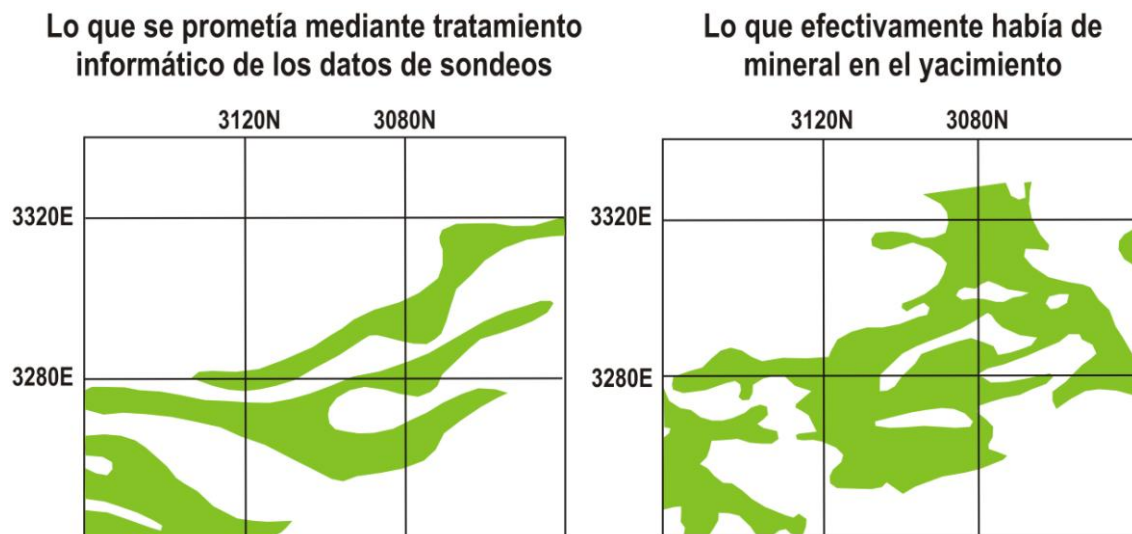 Lo que se prometía mediante tratamiento
informático de los datos de sondeos
3120N 3080N
3320E
3280E
Lo que efectivamente había de
mineral en el yacimiento
3120N 3080N
3320E
3280E